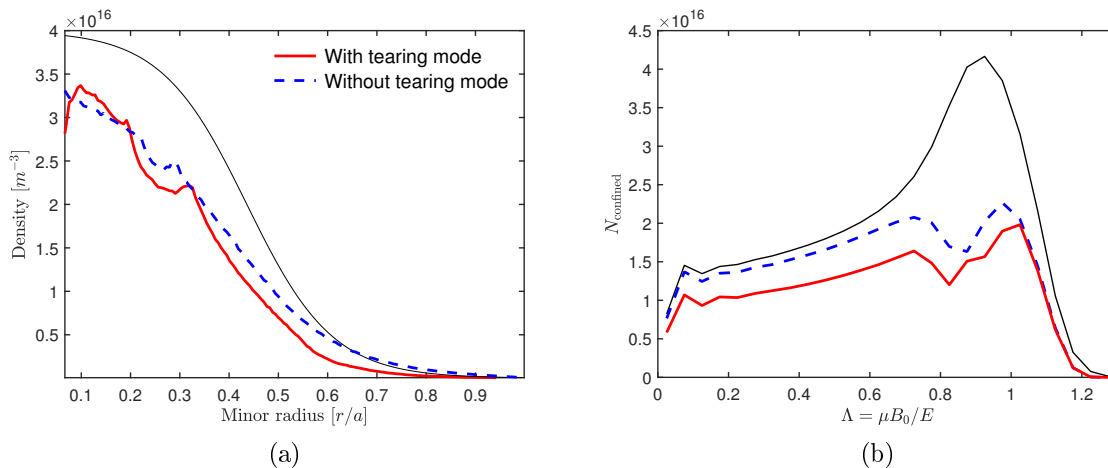 ×10^16
4
3.5
3
2.5
2
1.5
1
0.5
Density [m^-3]
With tearing mode
Without tearing mode
0.1 0.2 0.3 0.4 0.5 0.6 0.7 0.8 0.9
Minor radius [r/a]
(a)
×10^16
4.5
4
3.5
3
2.5
2
1.5
1
0.5
0
N_confined
0 0.2 0.4 0.6 0.8 1 1.2
Λ = μB_0/E
(b)